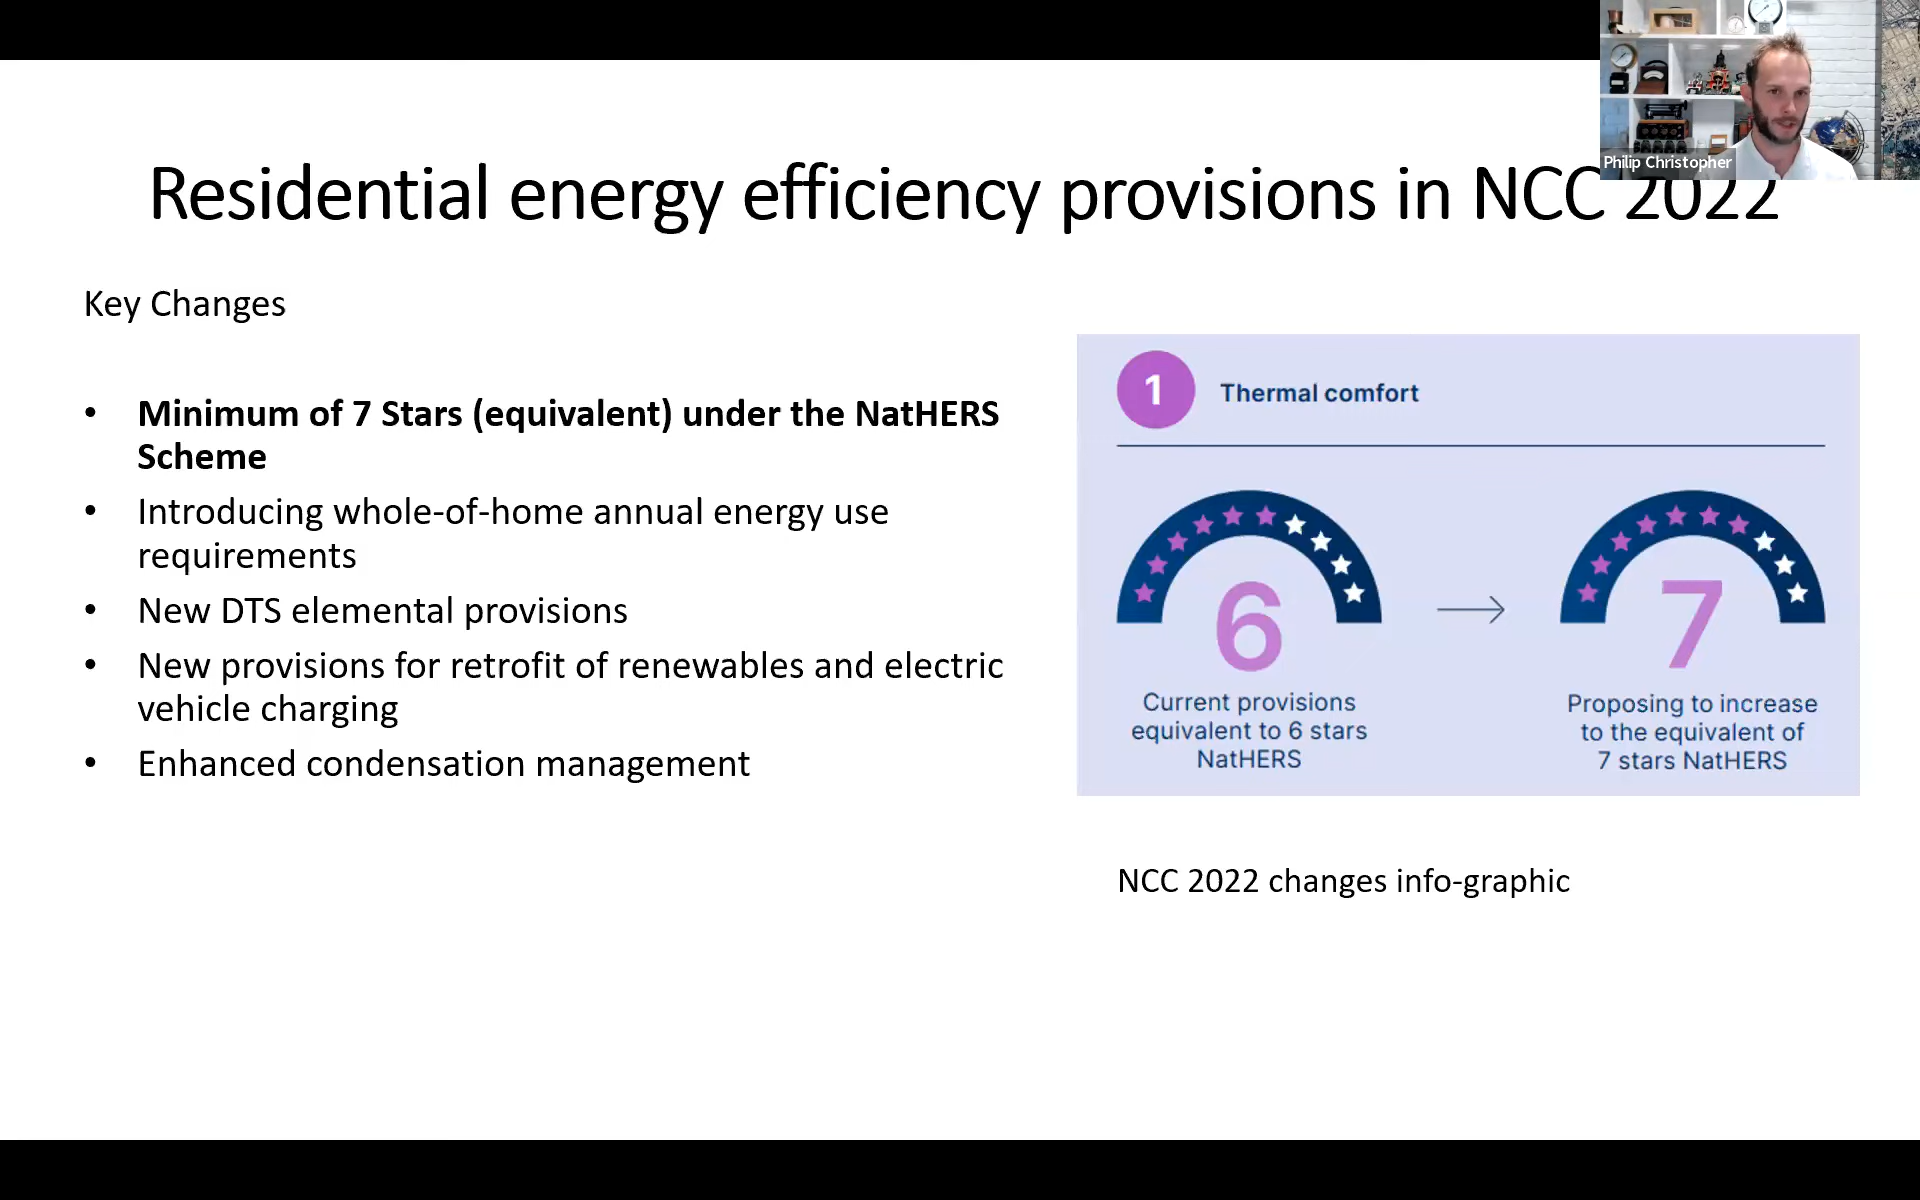 Philip Christopher
Residential energy efficiency provisions in NCC 2022
Key Changes
• Minimum of 7 Stars (equivalent) under the NatHERS
Scheme
• Introducing whole-of-home annual energy use
requirements
• New DTS elemental provisions
• New provisions for retrofit of renewables and electric
vehicle charging
• Enhanced condensation management
1
Thermal comfort
6
Current provisions
equivalent to 6 stars
NatHERS
7
Proposing to increase
to the equivalent of
7 stars NatHERS
NCC 2022 changes info-graphic